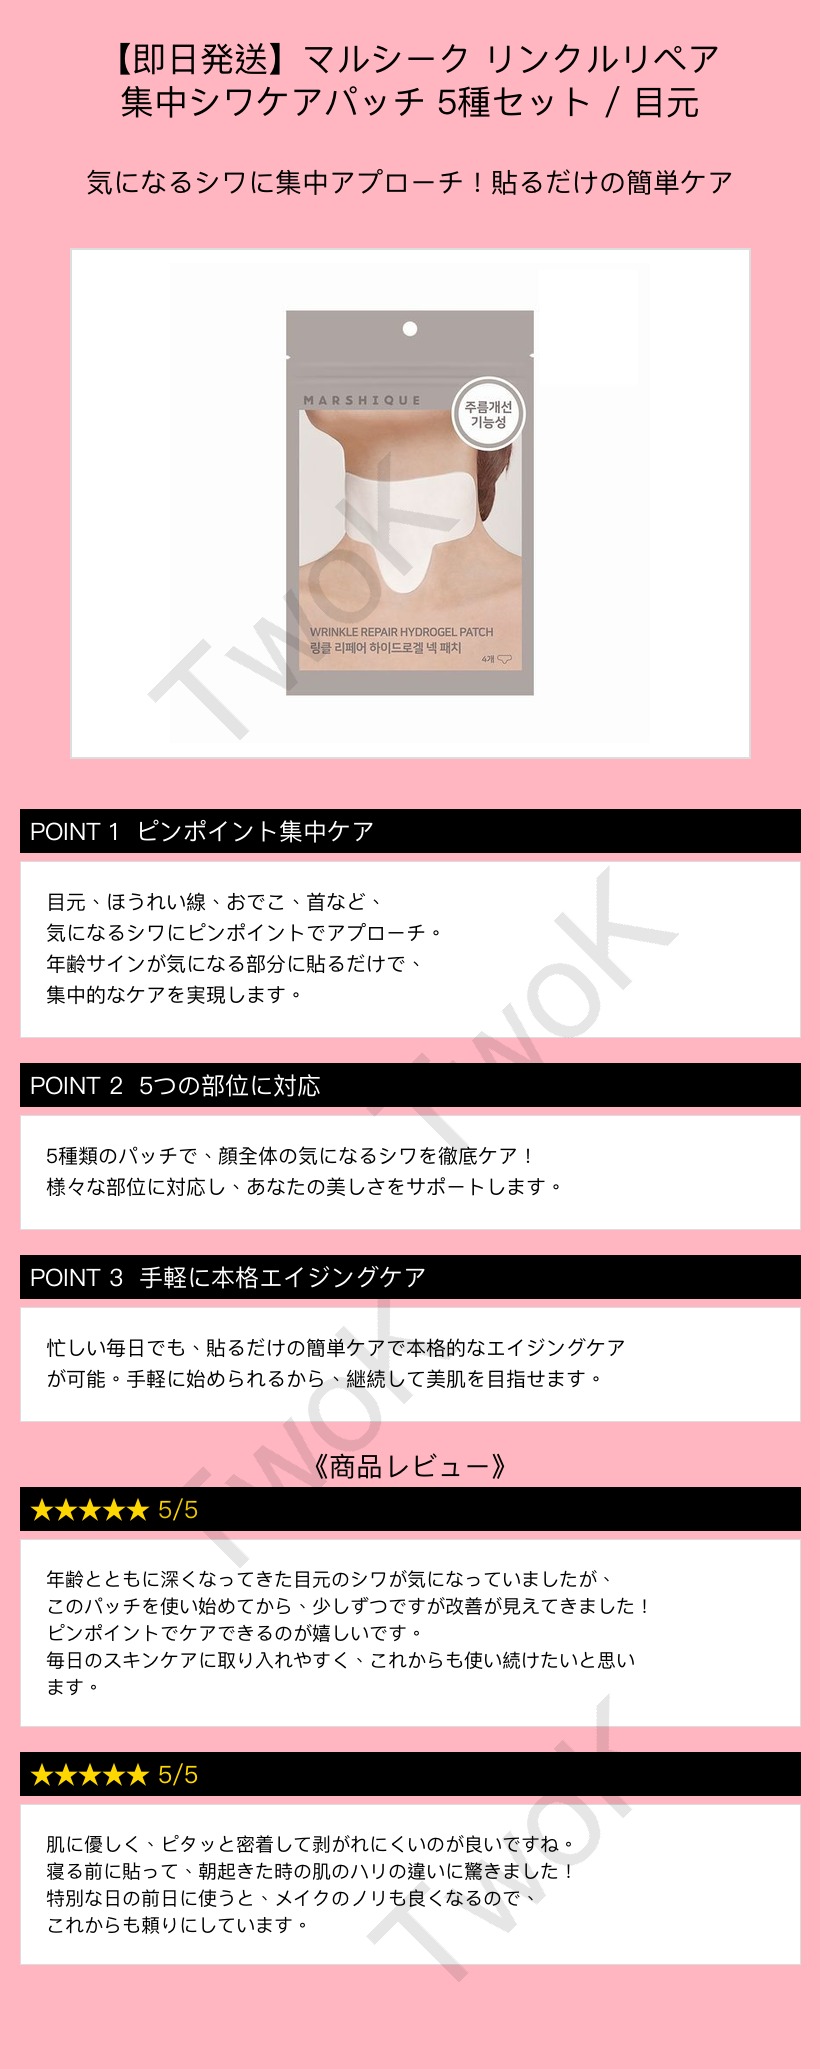 【即日発送】マルシーク リンクルリペア
集中シワケアパッチ 5種セット / 目元
気になるシワに集中アプローチ！貼るだけの簡単ケア
MARSHIQUE
주름개선
기능성
WRINKLE REPAIR HYDROGEL PATCH
링클 리페어 하이드로겔 넥 패치
4개
TwoK
POINT 1 ピンポイント集中ケア
目元、ほうれい線、おでこ、首など、
気になるシワにピンポイントでアプローチ。
年齢サインが気になる部分に貼るだけで、
集中的なケアを実現します。
TwoK
POINT 2 5つの部位に対応
5種類のパッチで、顔全体の気になるシワを徹底ケア！
様々な部位に対応し、あなたの美しさをサポートします。
POINT 3 手軽に本格エイジングケア
忙しい毎日でも、貼るだけの簡単ケアで本格的なエイジングケア
が可能。手軽に始められるから、継続して美肌を目指せます。
TwoK
《商品レビュー》
★★★★★ 5/5
年齢とともに深くなってきた目元のシワが気になっていましたが、
このパッチを使い始めてから、少しずつですが改善が見えてきました！
ピンポイントでケアできるのが嬉しいです。
毎日のスキンケアに取り入れやすく、これからも使い続けたいと思い
ます。
★★★★★ 5/5
肌に優しく、ピタッと密着して剥がれにくいのが良いですね。
寝る前に貼って、朝起きた時の肌のハリの違いに驚きました！
特別な日の前日に使うと、メイクのノリも良くなるので、
これからも頼りにしています。
TwoK